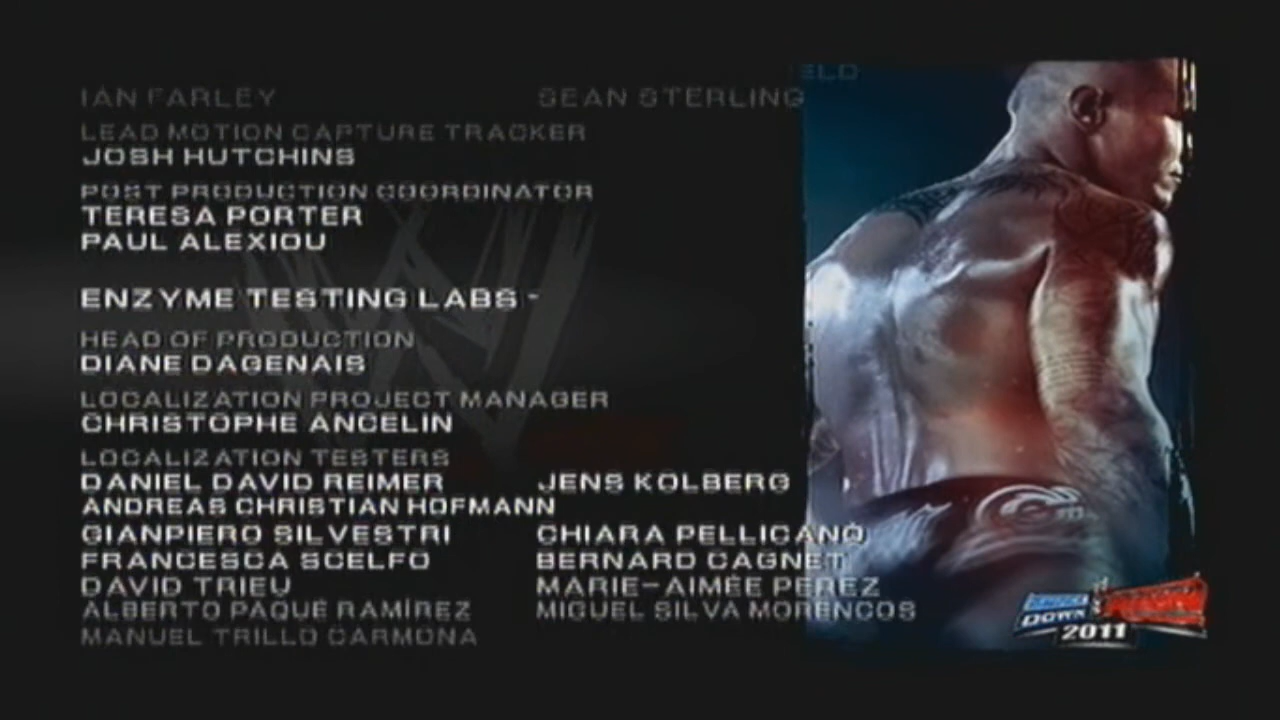 IAN FARLEY SEAN STERLING
LEAD MOTION CAPTURE TRACKER
JOSH HUTCHINS
POST PRODUCTION COORDINATOR
TERESA PORTER
PAUL ALEXIOU
ENZYME TESTING LABS -
HEAD OF PRODUCTION
DIANE DAGENAIS
LOCALIZATION PROJECT MANAGER
CHRISTOPHE ANCELIN
LOCALIZATION TESTERS
DANIEL DAVID REIMER JENS KOLBERG
ANDREAS CHRISTIAN HOFMANN
GIANPIERO SILVESTRI CHIARA PELLICANO
FRANCESCA SCELFO BERNARD CAGNET
DAVID TRIEU MARIE-AIMÉE PEREZ
ALBERTO PAQUÉ RAMÍREZ MIGUEL SILVA MORENCOS
MANUEL TRILLO CARMONA
DOWN
2011